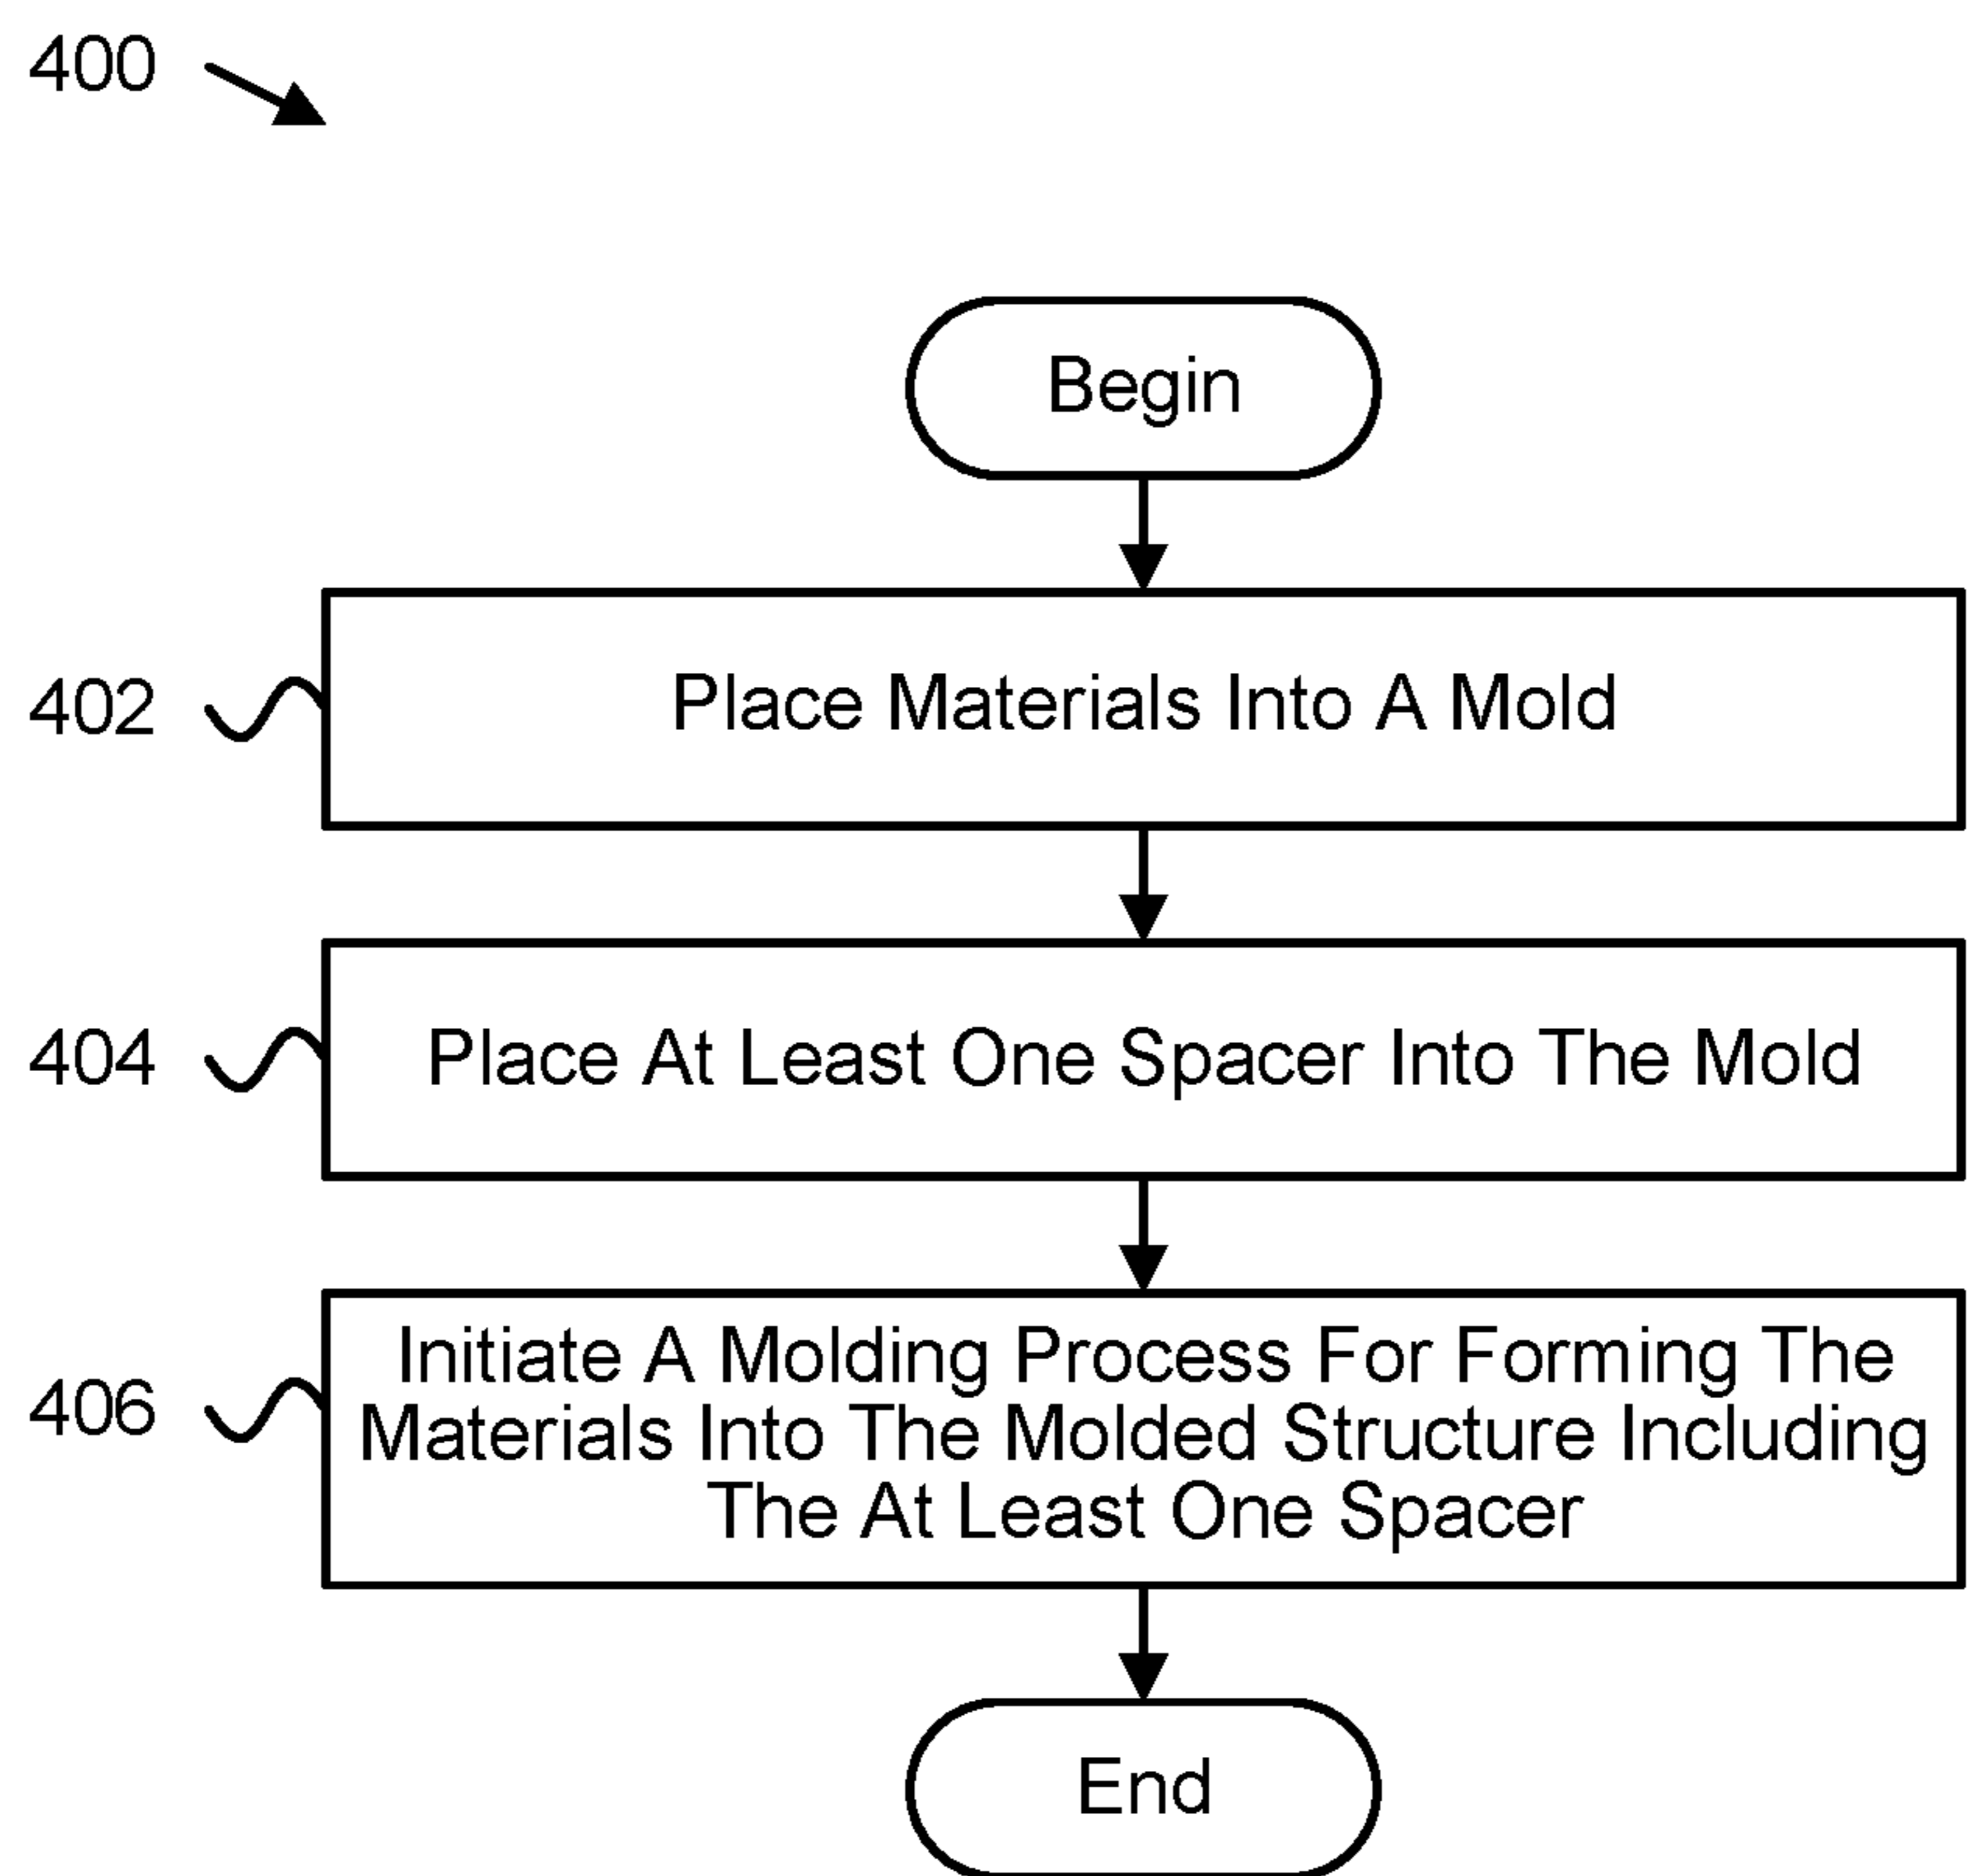 400
Begin
402
Place Materials Into A Mold
404
Place At Least One Spacer Into The Mold
406
Initiate A Molding Process For Forming The
Materials Into The Molded Structure Including
The At Least One Spacer
End